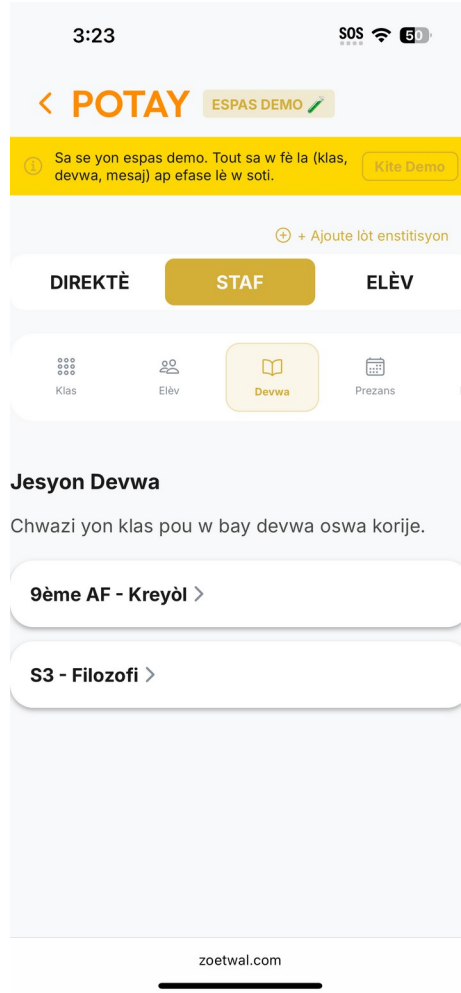 3:23
SOS
50
POTAY
ESPAS DEMO
Sa se yon espas demo. Tout sa w fè la (klas,
devwa, mesaj) ap efase lè w soti.
Kite Demo
+ Ajoute lòt enstitisyon
DIREKTÈ
STAF
ELÈV
Klas
Elèv
Devwa
Prezans
Jesyon Devwa
Chwazi yon klas pou w bay devwa oswa korije.
9ème AF - Kreyòl
S3 - Filozofi
zoetwal.com